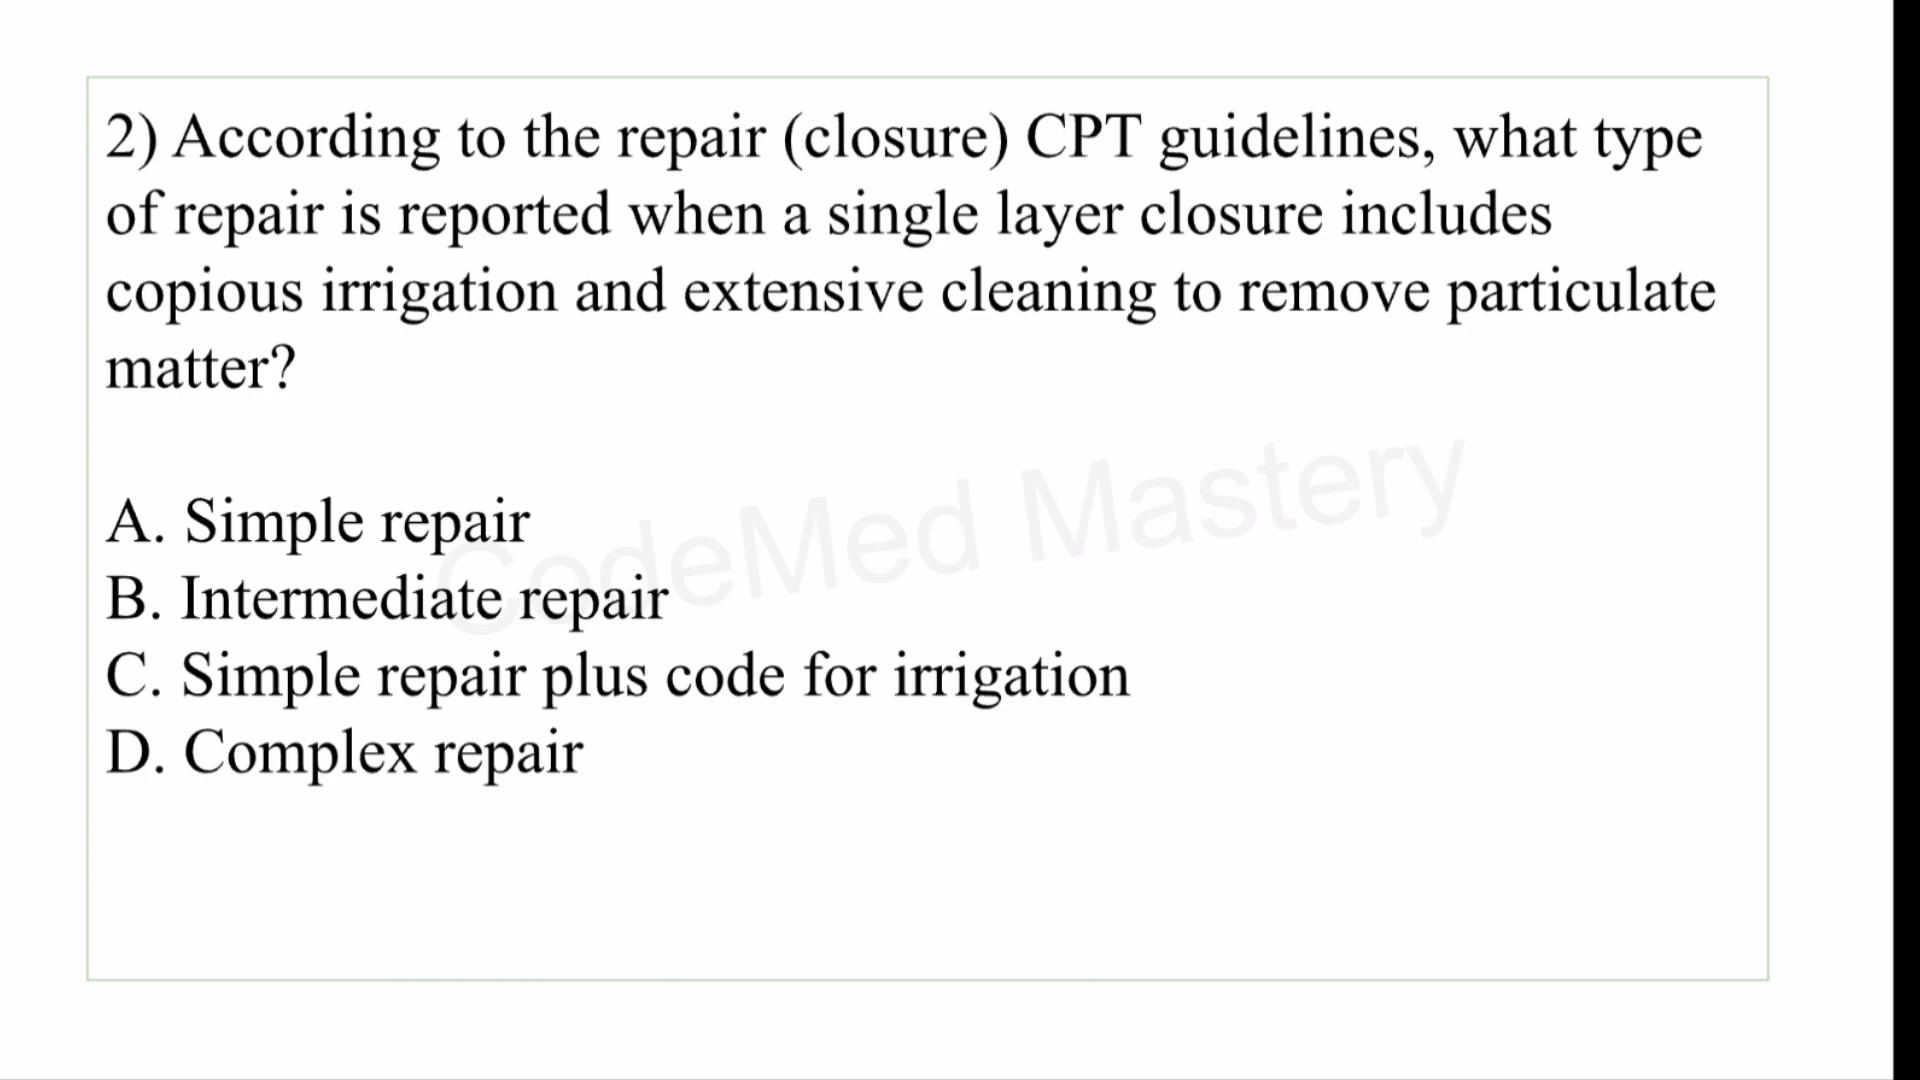 2) According to the repair (closure) CPT guidelines, what type
of repair is reported when a single layer closure includes
copious irrigation and extensive cleaning to remove particulate
matter?
A. Simple repair
B. Intermediate repair
C. Simple repair plus code for irrigation
D. Complex repair
CodeMed Mastery